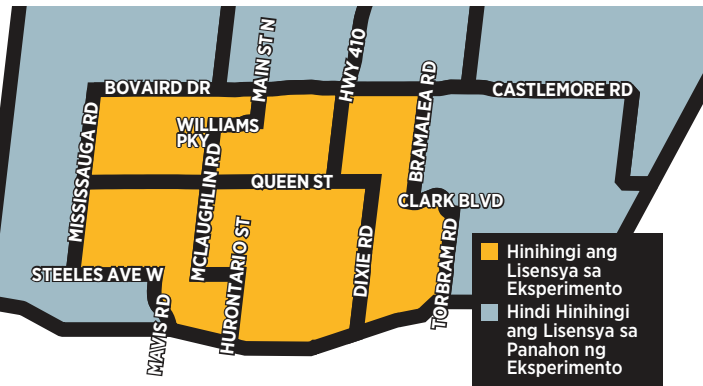 MAIN ST N
HWY 410
BRAMALEA RD
BOVAIRD DR
CASTLEMORE RD
MISSISSAUGA RD
WILLIAMS
PKY
MCLAUGHLIN RD
QUEEN ST
CLARK BLVD
HURONTARIO ST
DIXIE RD
TORBRAM RD
STEELES AVE W
MAVIS RD
Hinihingi ang
Lisensya sa
Eksperimento
Hindi Hinihingi
ang Lisensya sa
Panahon ng
Eksperimento